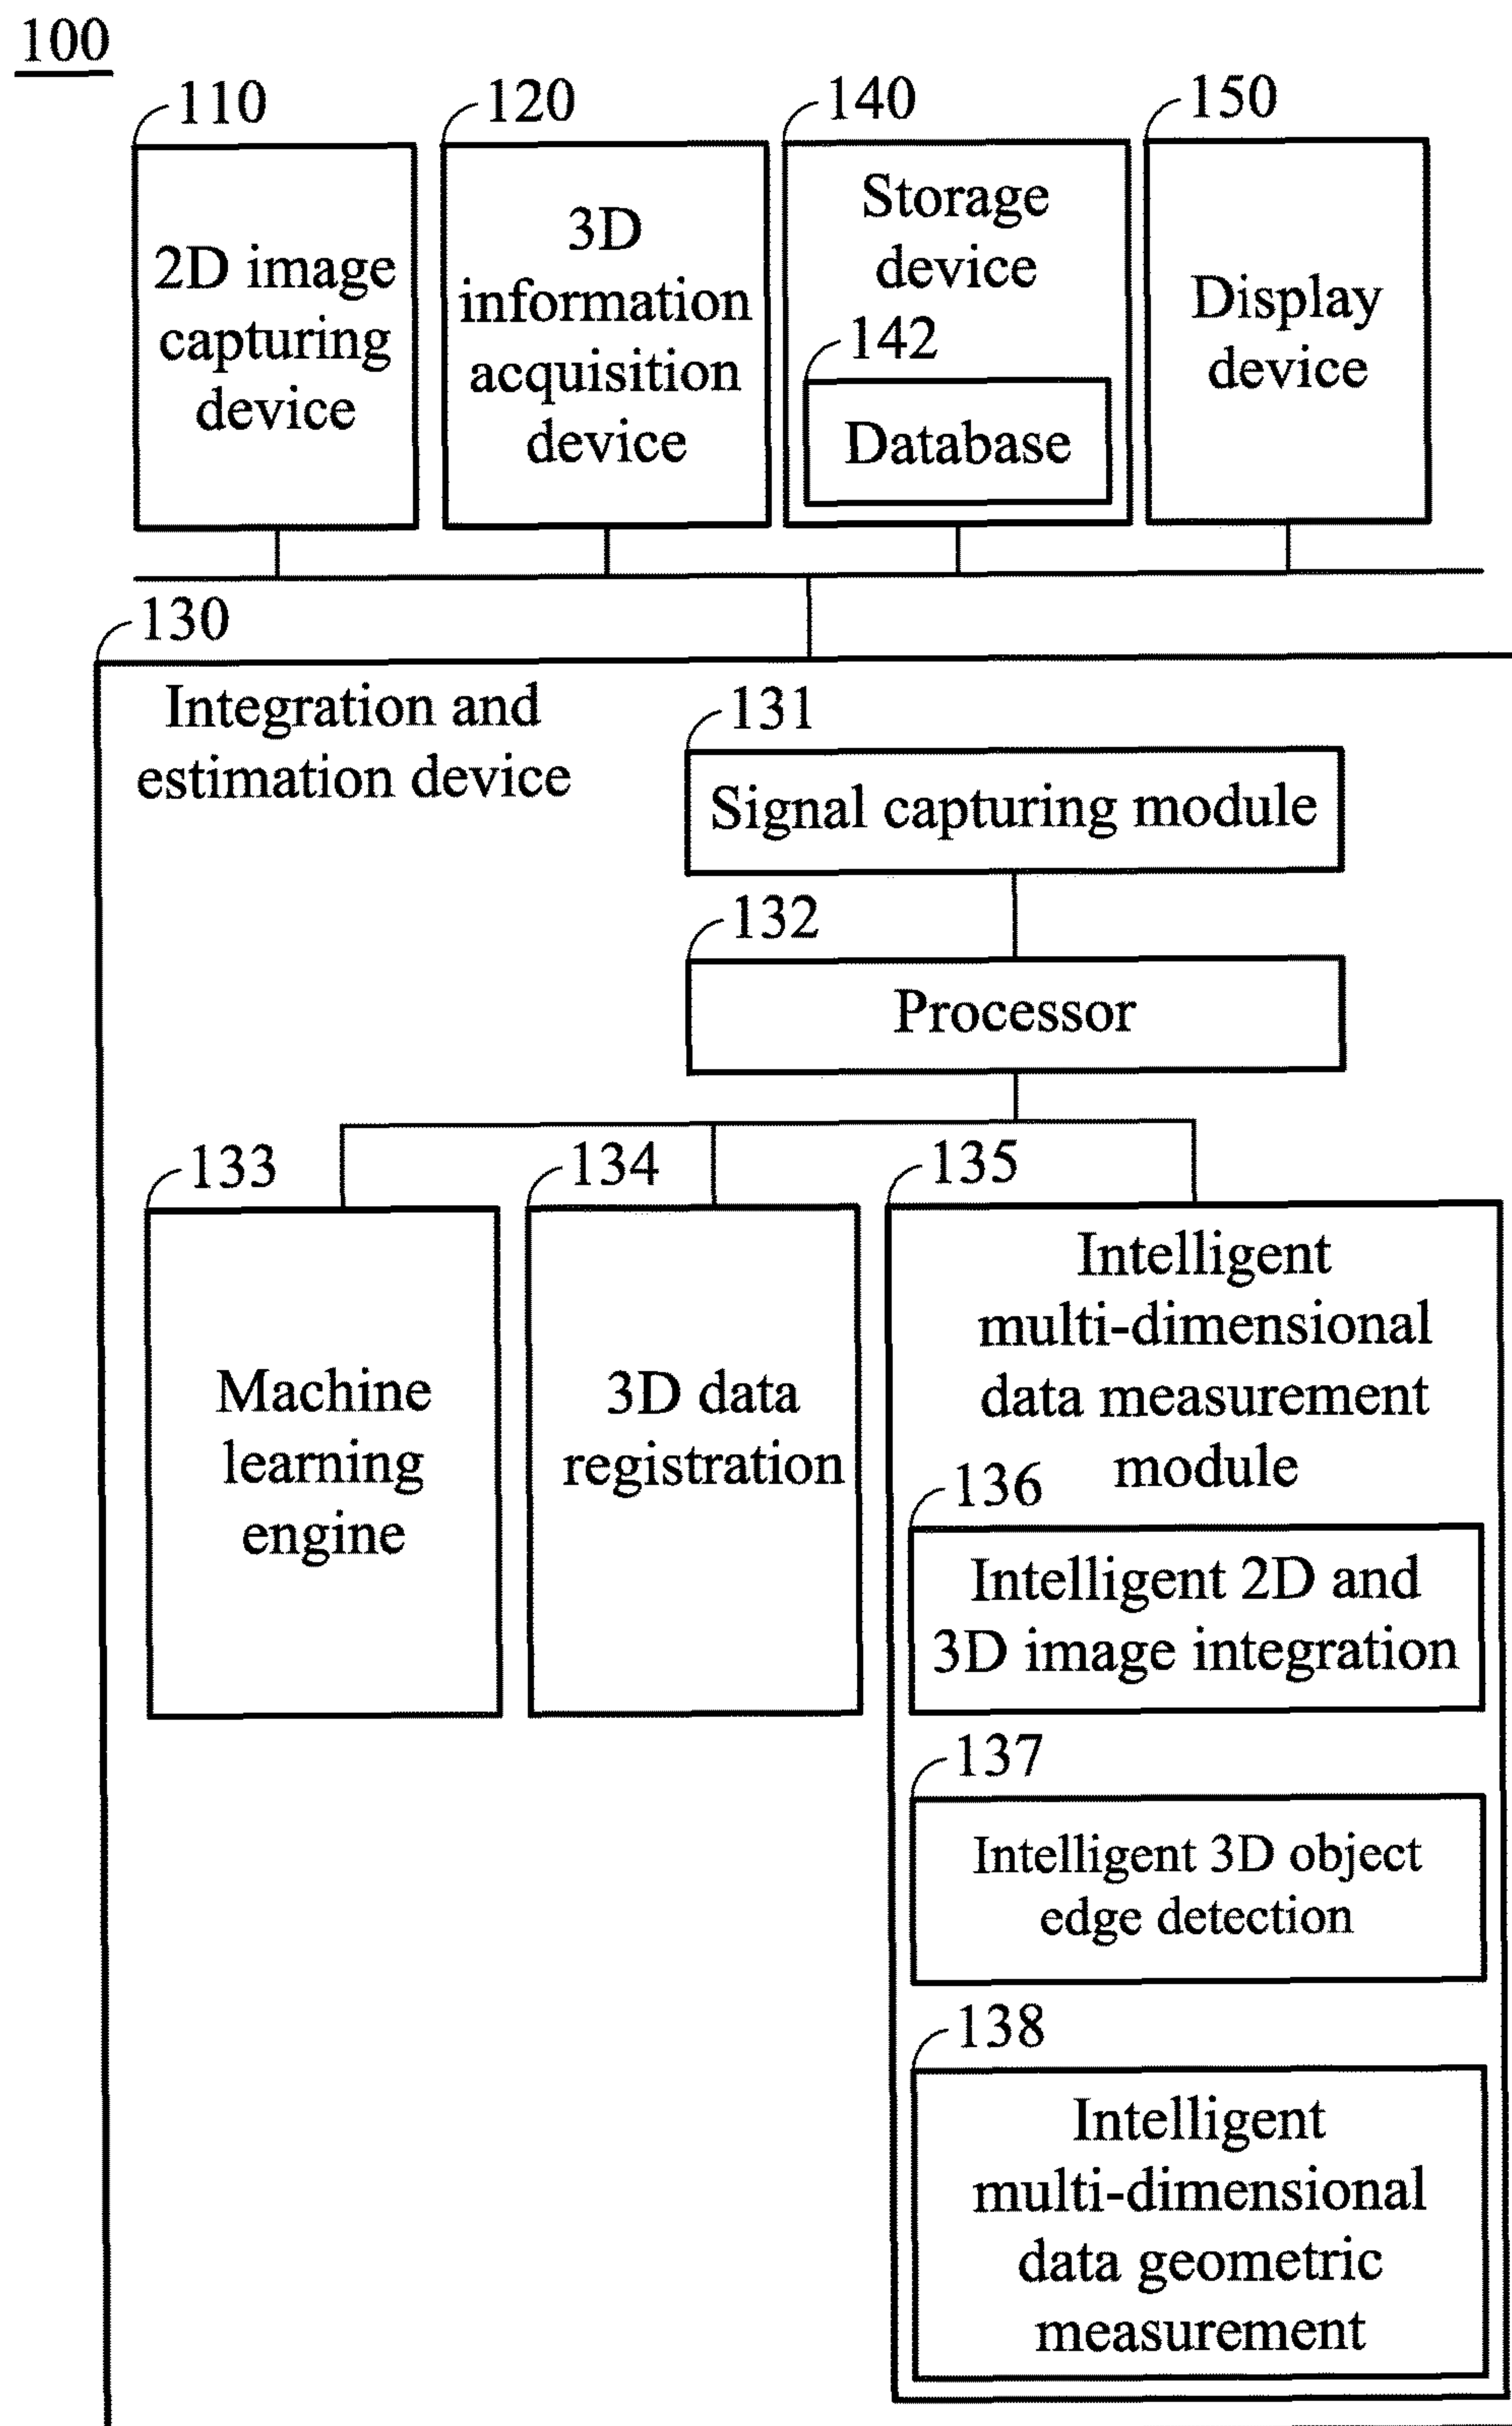 100
110
2D image
capturing
device
120
3D
information
acquisition
device
140
Storage
device
142
Database
150
Display
device
130
Integration and
estimation device
131
Signal capturing module
132
Processor
133
Machine
learning
engine
134
3D data
registration
135
Intelligent
multi-dimensional
data measurement
module
136
Intelligent 2D and
3D image integration
137
Intelligent 3D object
edge detection
138
Intelligent
multi-dimensional
data geometric
measurement